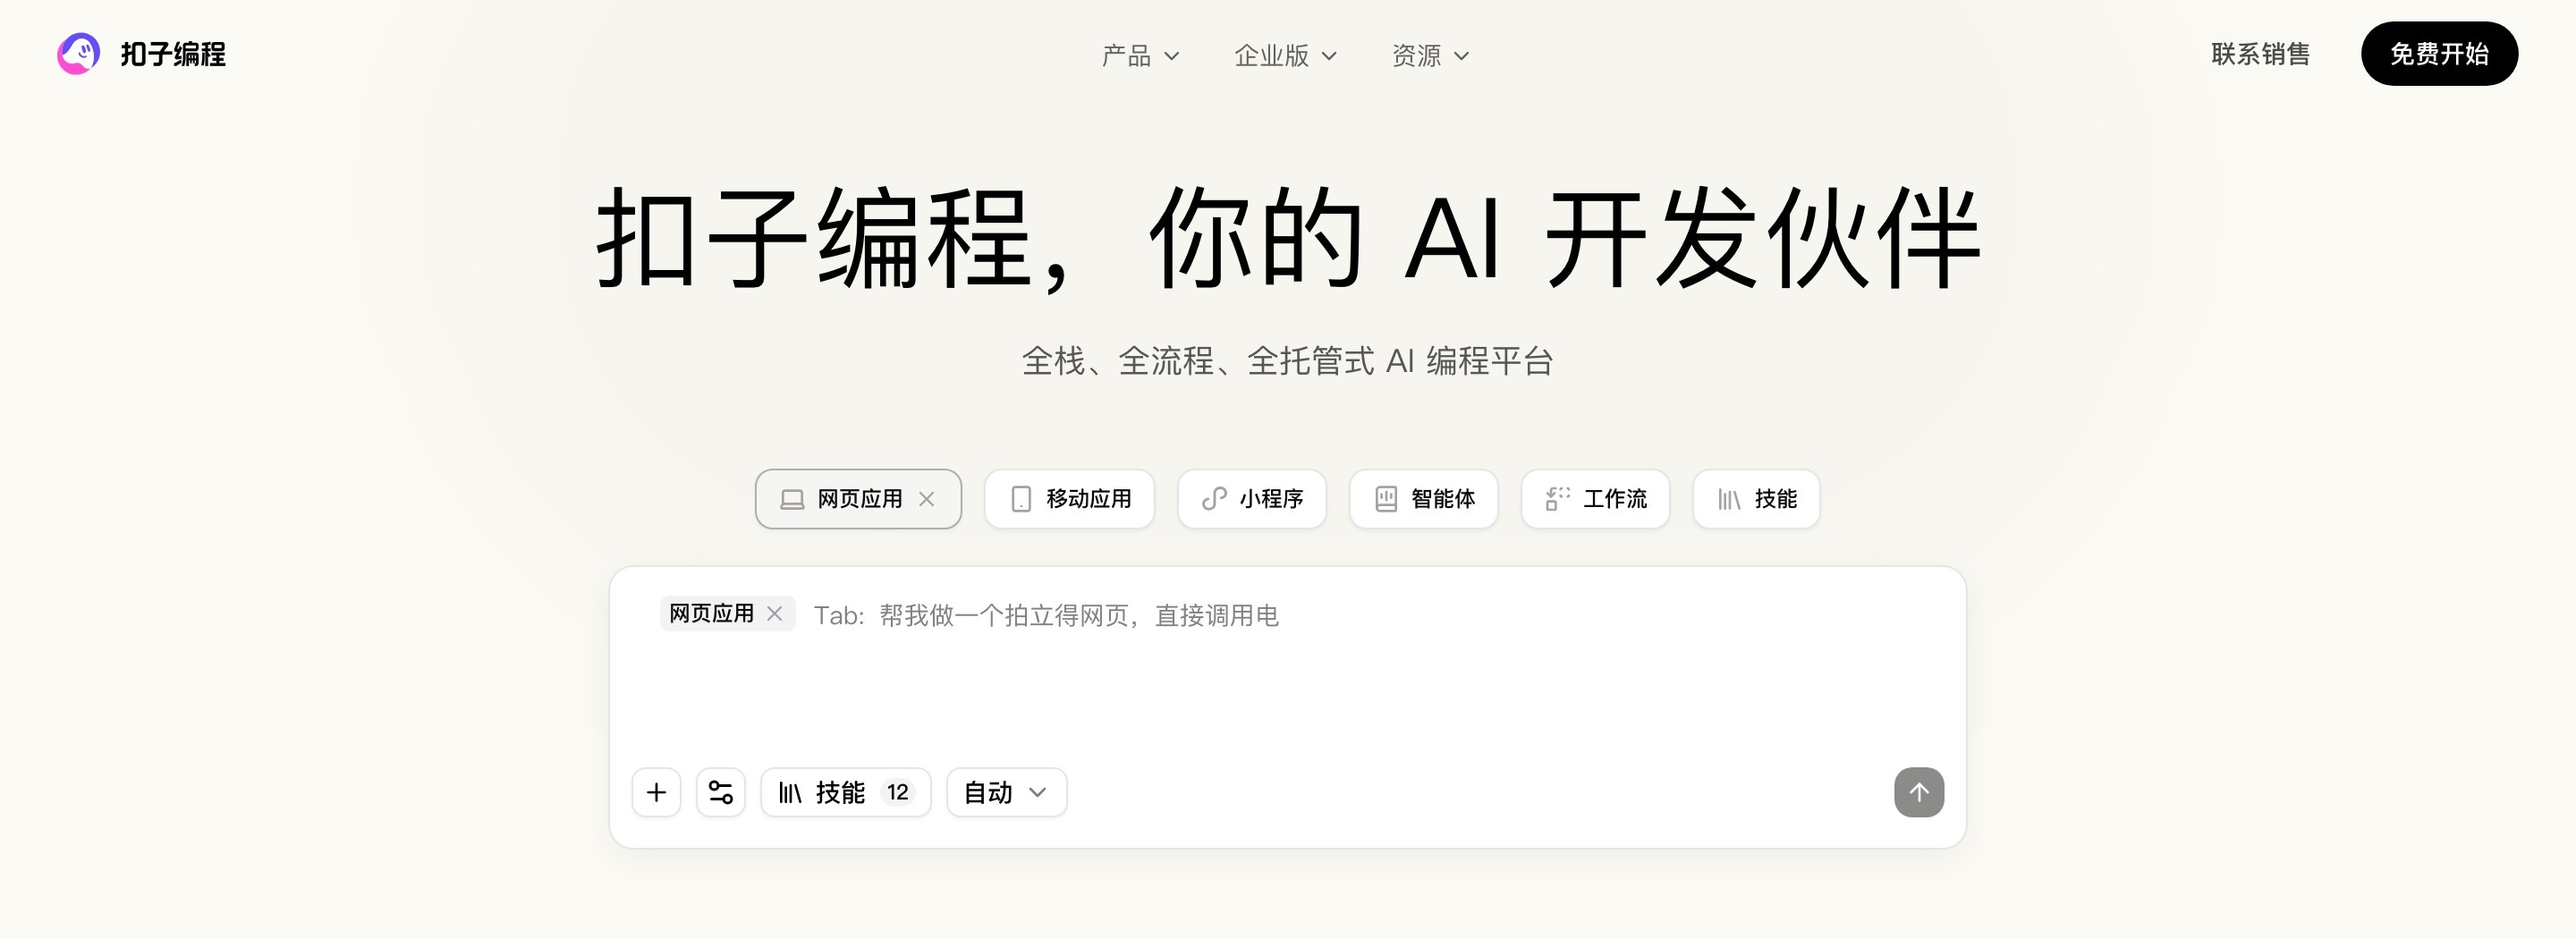 扣子编程
产品 企业版 资源
联系销售 免费开始
扣子编程，你的 AI 开发伙伴
全栈、全流程、全托管式 AI 编程平台
网页应用 移动应用 小程序 智能体 工作流 技能
网页应用 Tab: 帮我做一个拍立得网页，直接调用电
技能 12 自动